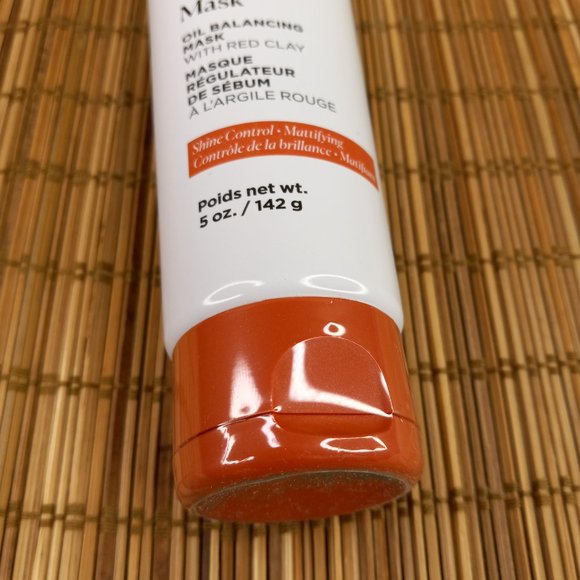 Mask
OIL BALANCING
MASK
WITH RED CLAY
MASQUE
RÉGULATEUR
DE SÉBUM
À L'ARGILE ROUGE
Shine Control • Mattifying
Contrôle de la brillance •
Poids net wt.
5 oz. / 142 g